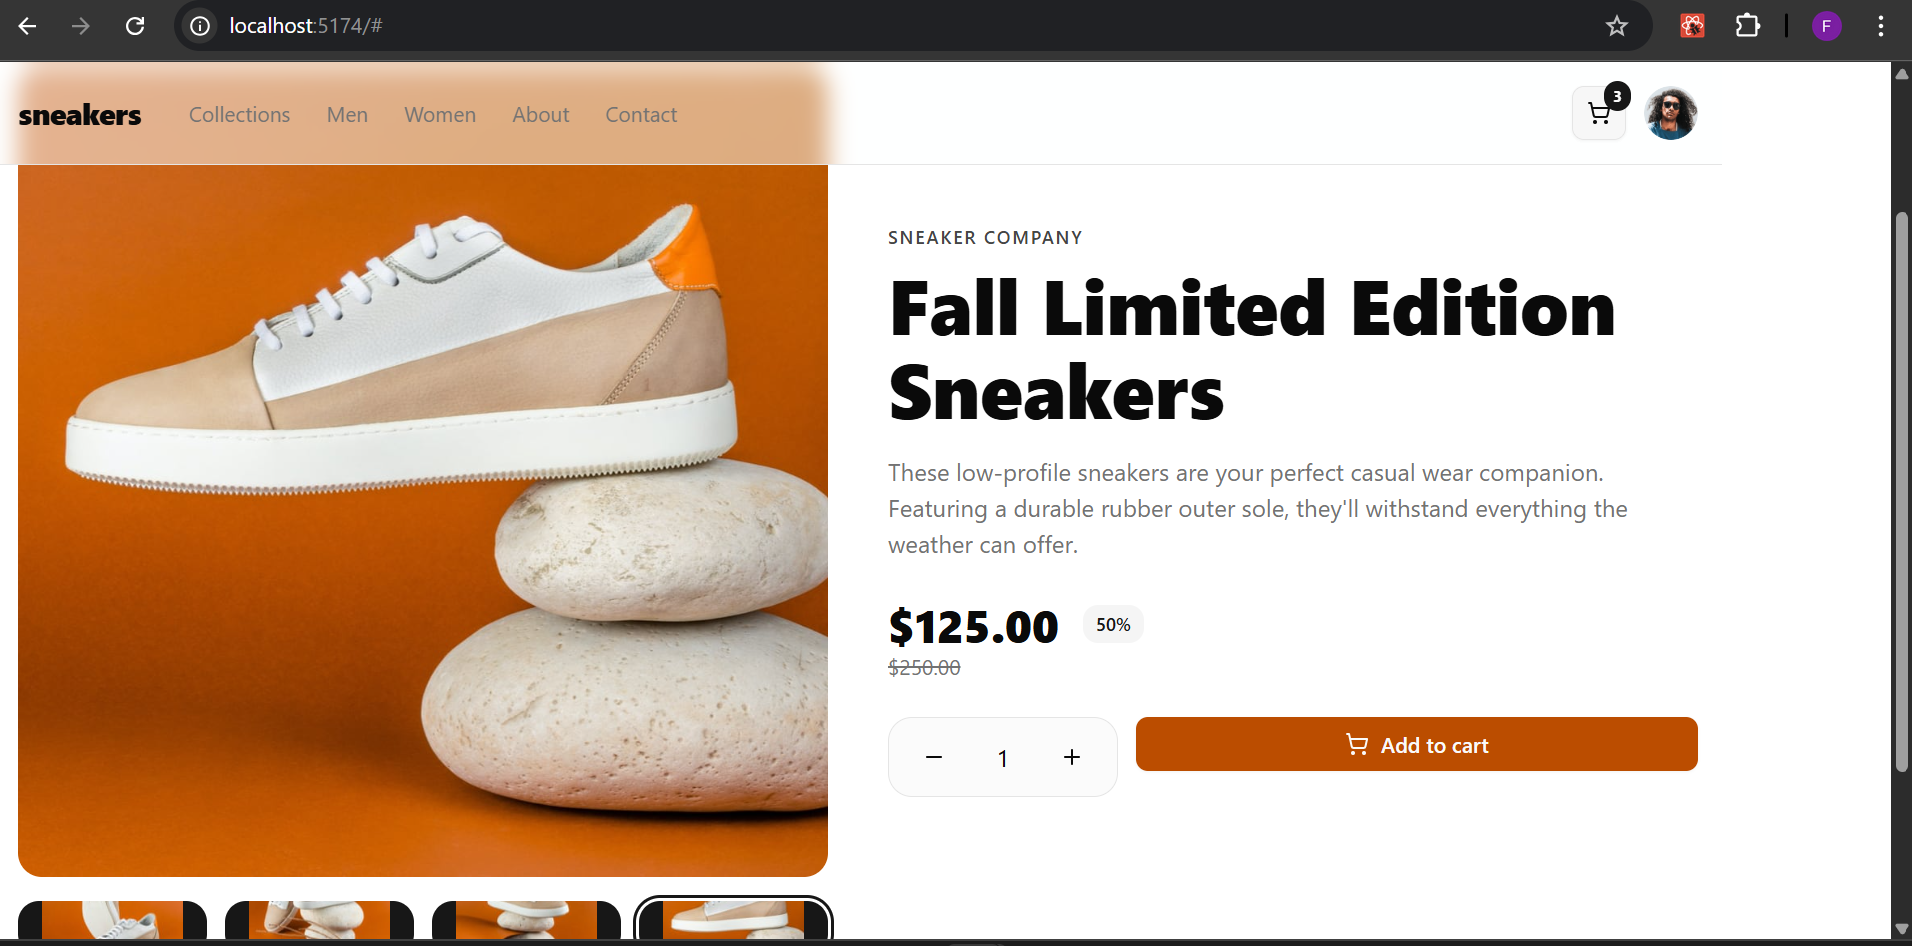 localhost:5174/#
F
sneakers
Collections
Men
Women
About
Contact
3
SNEAKER COMPANY
Fall Limited Edition
Sneakers
These low-profile sneakers are your perfect casual wear companion.
Featuring a durable rubber outer sole, they'll withstand everything the
weather can offer.
$125.00
50%
$250.00
1
Add to cart